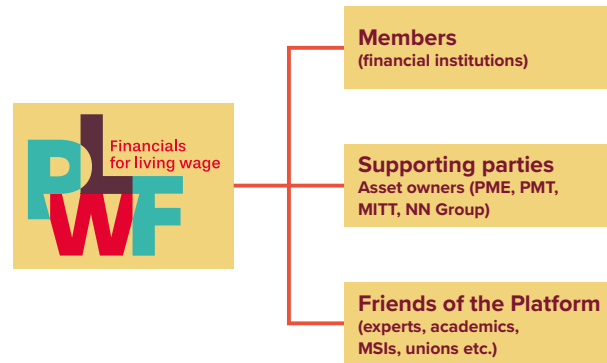 PLWF
Financials
for living wage
Members
(financial institutions)
Supporting parties
Asset owners (PME, PMT,
MITT, NN Group)
Friends of the Platform
(experts, academics,
MSIs, unions etc.)